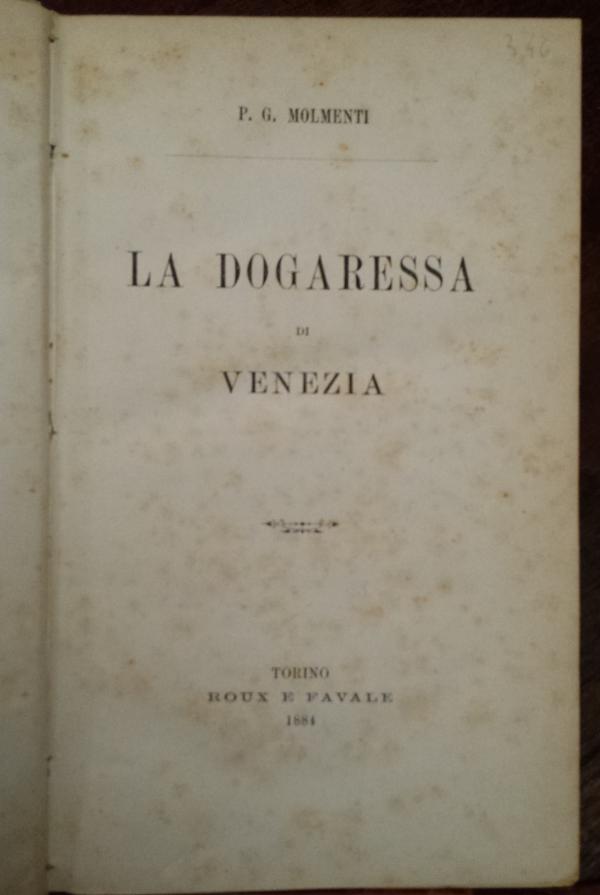 P. G. MOLMENTI
LA DOGARESSA
DI
VENEZIA
TORINO
ROUX E FAVALE
1884